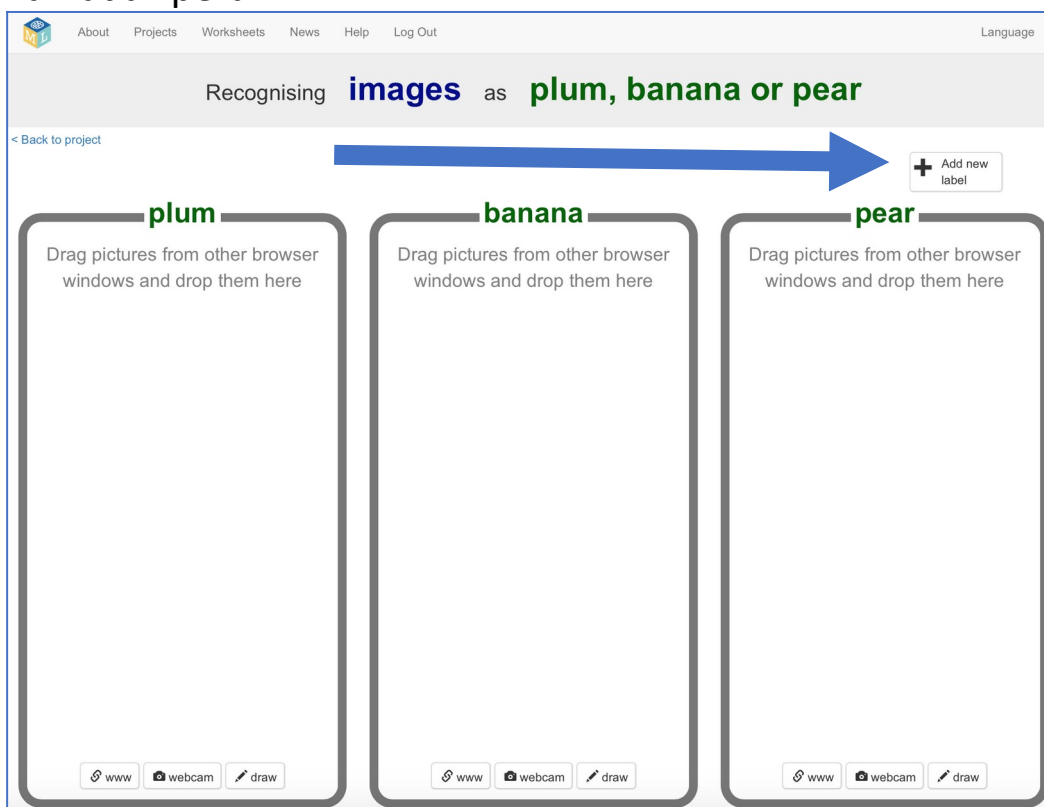 About Projects Worksheets News Help Log Out Language
Recognising images as plum, banana or pear
< Back to project
Add new
label
plum banana pear
Drag pictures from other browser
windows and drop them here
Drag pictures from other browser
windows and drop them here
Drag pictures from other browser
windows and drop them here
www webcam draw
www webcam draw
www webcam draw